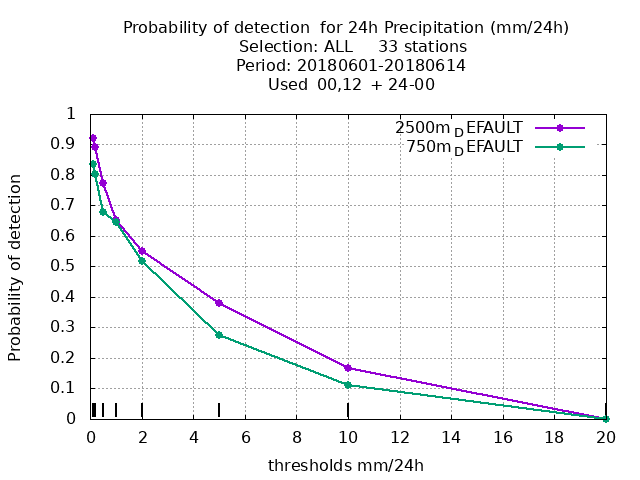 Probability of detection  for 24h Precipitation (mm/24h)
Selection: ALL     33 stations
Period: 20180601-20180614
Used  00,12  + 24-00
2500m_DEFAULT
750m_DEFAULT
Probability of detection
1
0.9
0.8
0.7
0.6
0.5
0.4
0.3
0.2
0.1
0
0 2 4 6 8 10 12 14 16 18 20
thresholds mm/24h